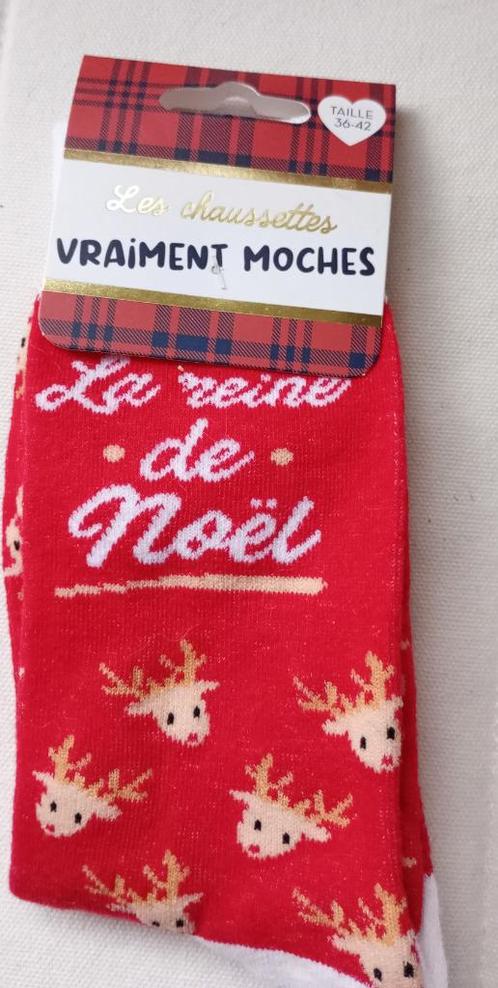 TAILLE
36-42
Les chaussettes
VRAiMENT MOCHES
La reine
de
Noël